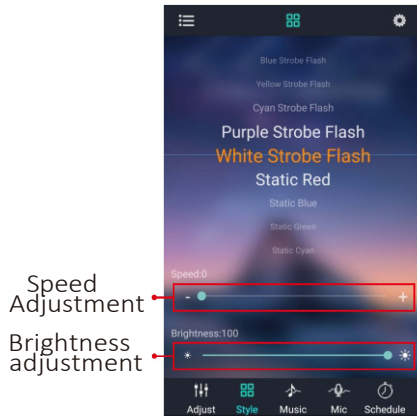 Blue Strobe Flash
Yellow Strobe Flash
Cyan Strobe Flash
Purple Strobe Flash
White Strobe Flash
Static Red
Static Blue
Static Green
Static Cyan
Speed:0
Speed
Adjustment
- +
Brightness:100
Brightness
adjustment
Adjust Style Music Mic Schedule